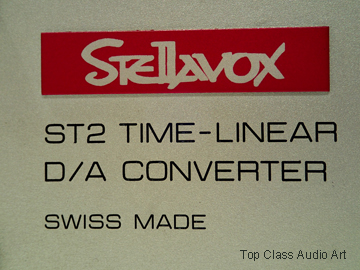 STELLAVOX
ST2 TIME-LINEAR
D/A CONVERTER
SWISS MADE
Top Class Audio Art